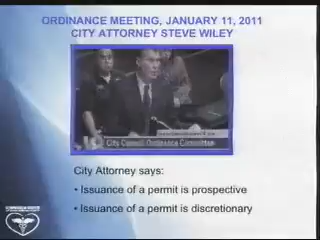 ORDINANCE MEETING, JANUARY 11, 2011
CITY ATTORNEY STEVE WILEY
City Council Ordinance Committee
City Attorney says:
• Issuance of a permit is prospective
• Issuance of a permit is discretionary